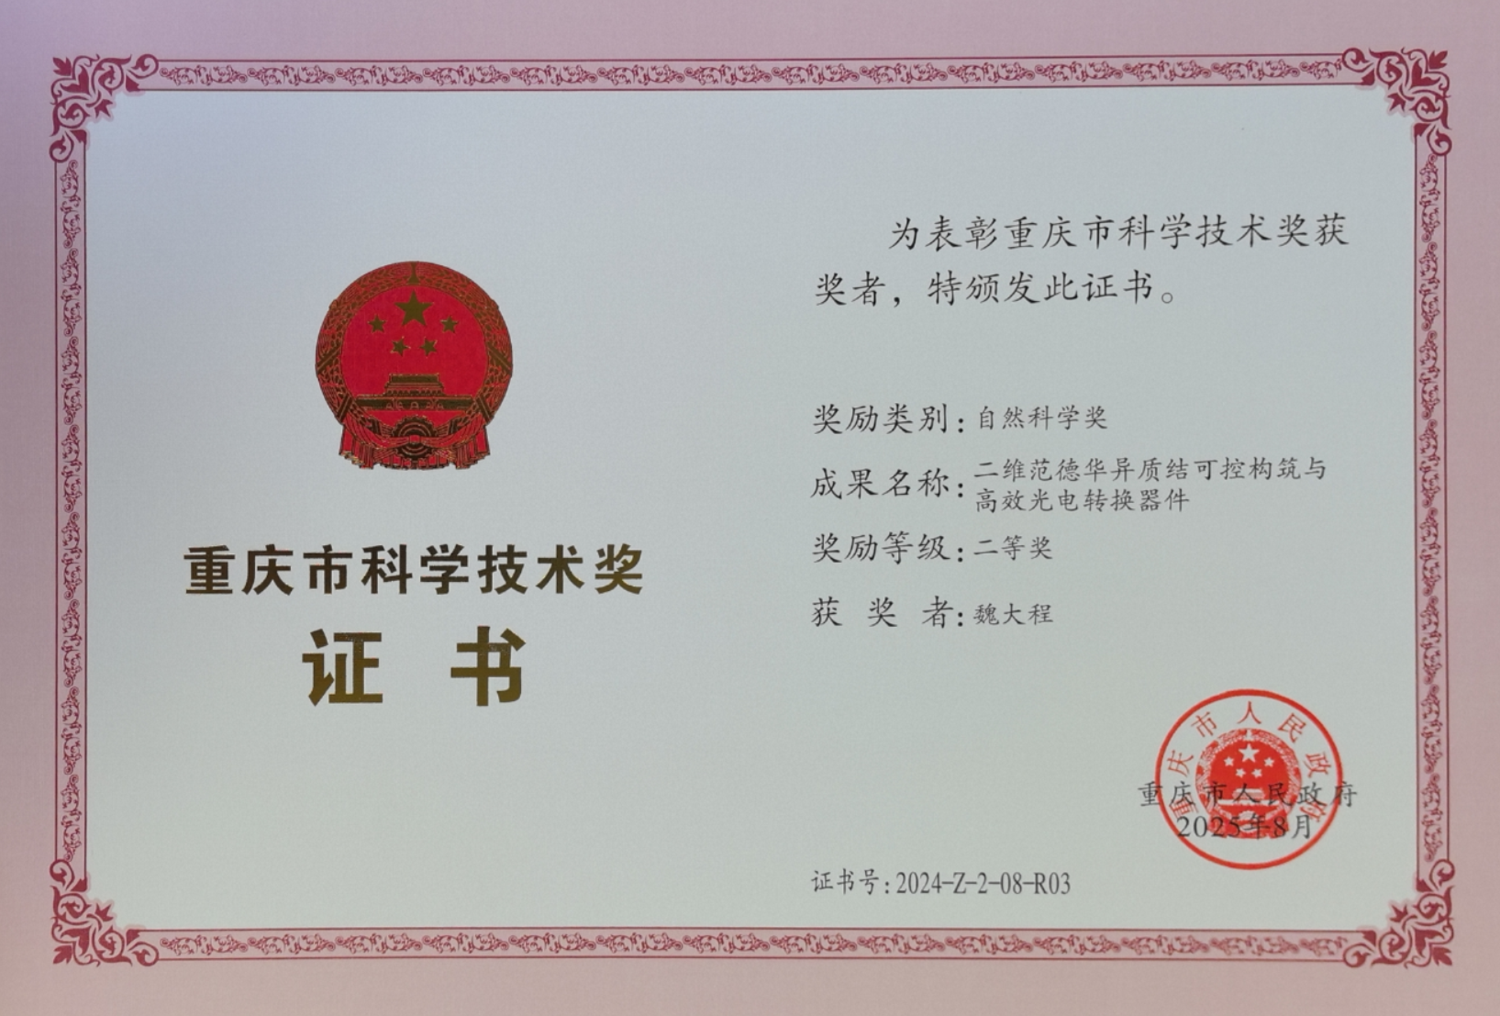 重庆市科学技术奖
证书
为表彰重庆市科学技术奖获
奖者，特颁发此证书。
奖励类别：自然科学奖
成果名称：二维范德华异质结可控构筑与
高效光电转换器件
奖励等级：二等奖
获奖者：魏大程
重庆市人民政府
重庆市人民政府
2025年8月
证书号：2024-Z-2-08-R03